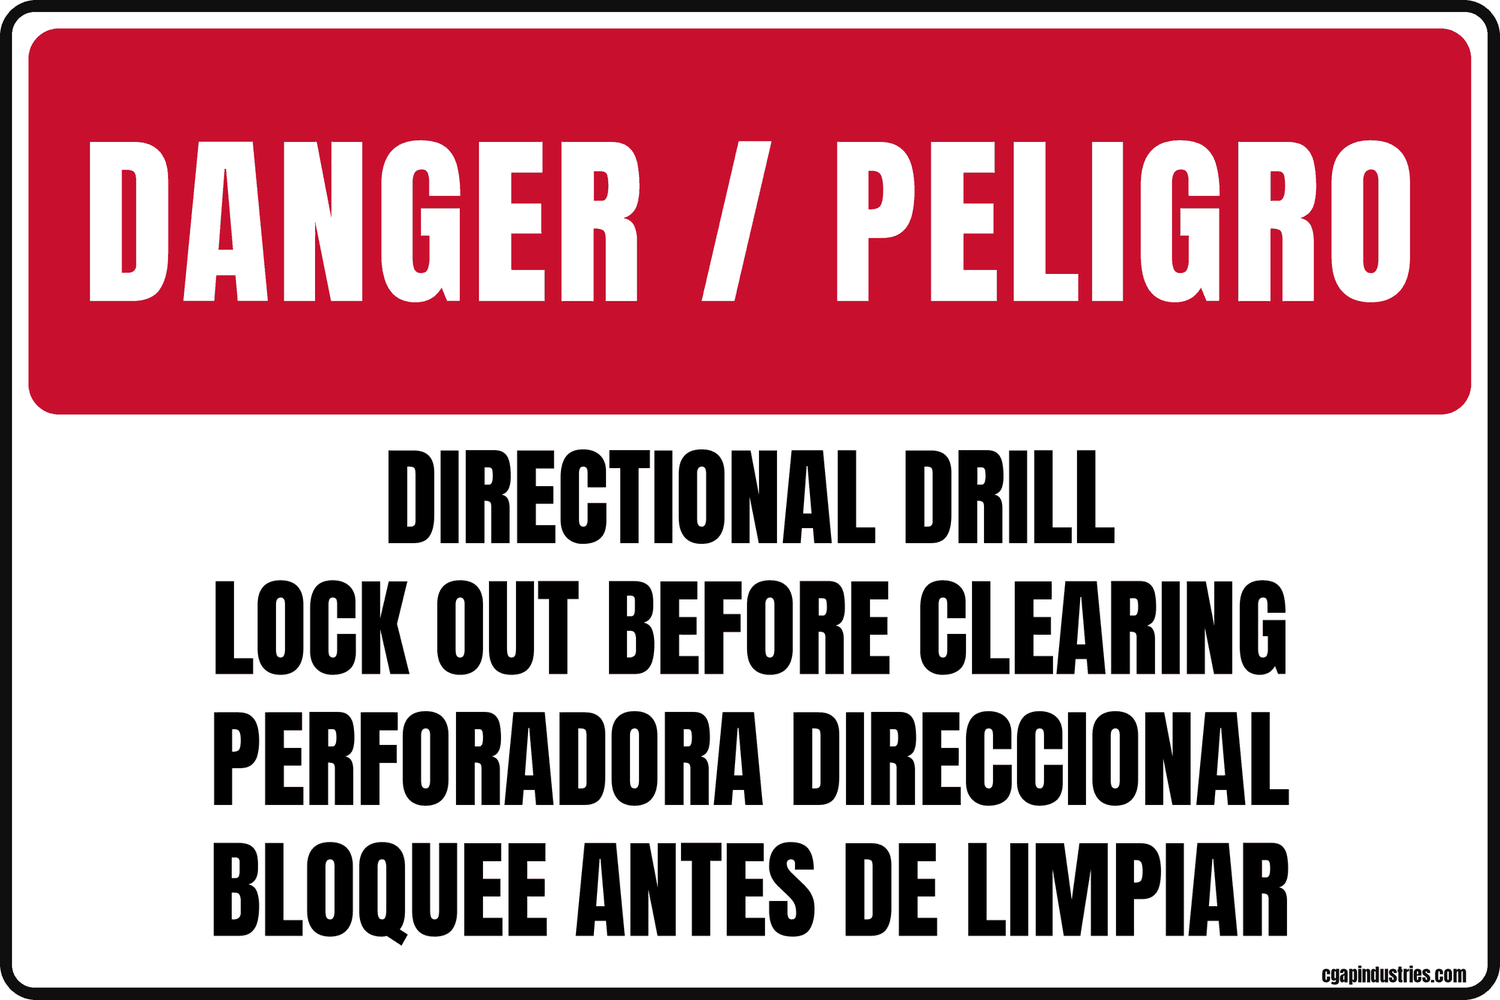 DANGER / PELIGRO
DIRECTIONAL DRILL
LOCK OUT BEFORE CLEARING
PERFORADORA DIRECCIONAL
BLOQUEE ANTES DE LIMPIAR
cgapindustries.com